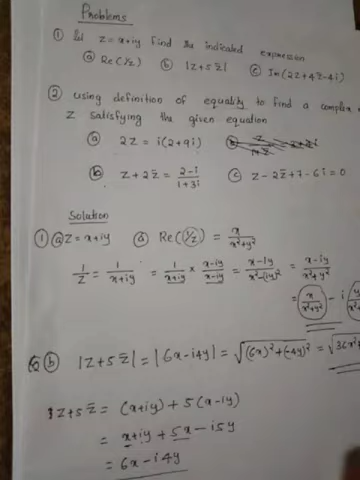 Problems
① let z = x+iy find the indicated expression
ⓐ Re(1/z) ⓑ |z+5z̄| ⓒ Im(2z+4z̄-4i)
② using definition of equality to find a complex
z satisfying the given equation
ⓐ 2z = i(2+9i)
ⓑ z+2z̄ = (2-i)/(1+3i) ⓒ z-2z̄+7-6i=0
Solution
① ⓐ z = x+iy ⓐ Re(1/z) = x/(x²+y²)
1/z = 1/(x+iy) = 1/(x+iy) × (x-iy)/(x-iy) = (x-iy)/(x²-(iy)²) = (x-iy)/(x²+y²)
= x/(x²+y²) - i
ⓑ |z+5z̄| = |6x-i4y| = √((6x)²+(-4y)²) = √36x²
z+5z̄ = (x+iy) + 5(x-iy)
= x+iy + 5x - i5y
= 6x-i4y